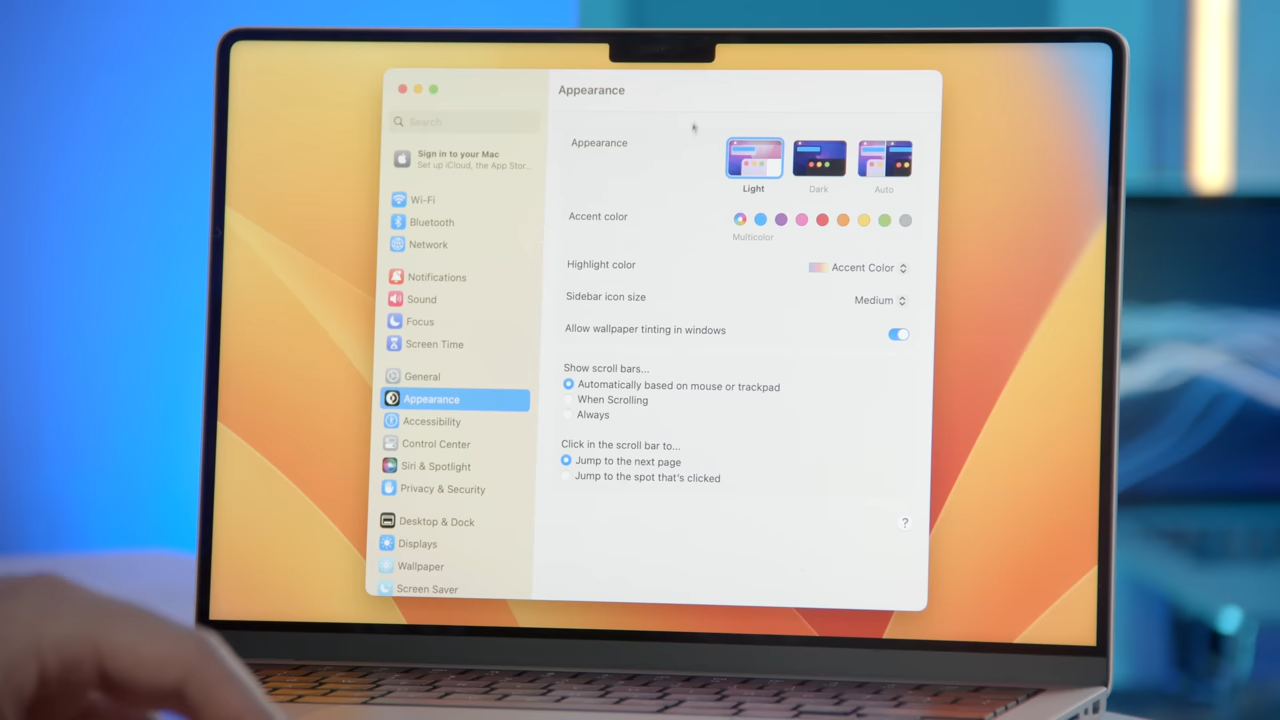 Search
Sign in to your Mac
Set up iCloud, the App Stor...
Wi-Fi
Bluetooth
Network
Notifications
Sound
Focus
Screen Time
General
Appearance
Accessibility
Control Center
Siri & Spotlight
Privacy & Security
Desktop & Dock
Displays
Wallpaper
Screen Saver
Appearance
Appearance
Light
Dark
Auto
Accent color
Multicolor
Highlight color
Accent Color
Sidebar icon size
Medium
Allow wallpaper tinting in windows
Show scroll bars...
Automatically based on mouse or trackpad
When Scrolling
Always
Click in the scroll bar to...
Jump to the next page
Jump to the spot that's clicked
?